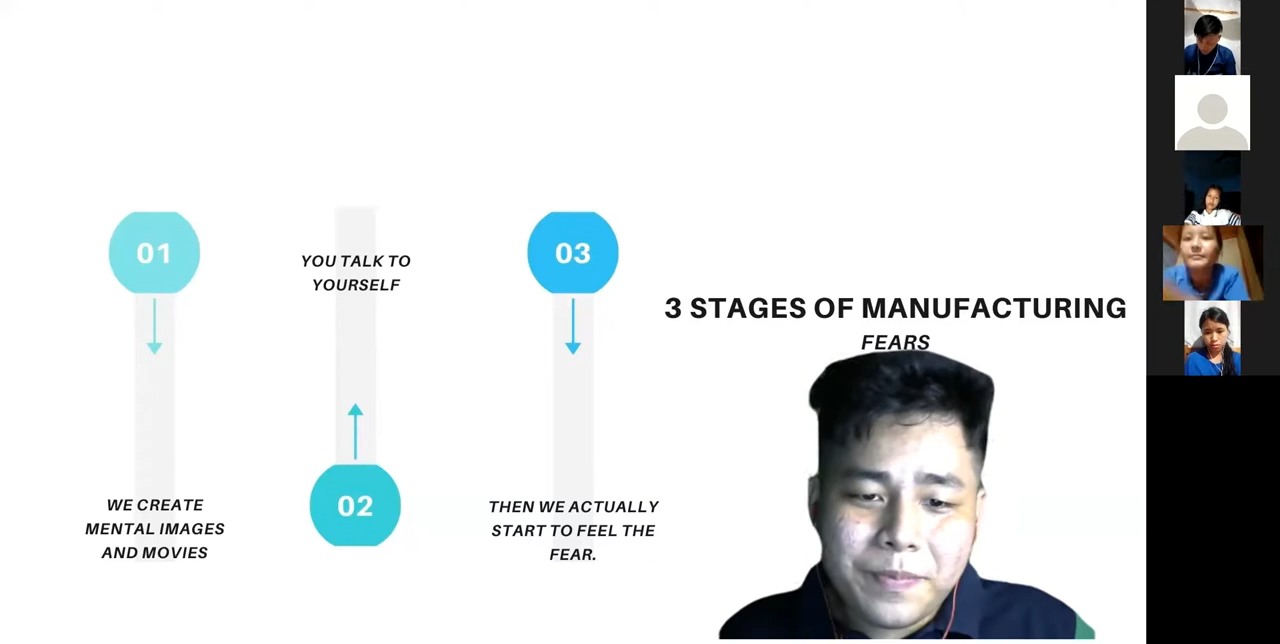 01
WE CREATE
MENTAL IMAGES
AND MOVIES
YOU TALK TO
YOURSELF
02
03
THEN WE ACTUALLY
START TO FEEL THE
FEAR.
3 STAGES OF MANUFACTURING
FEARS